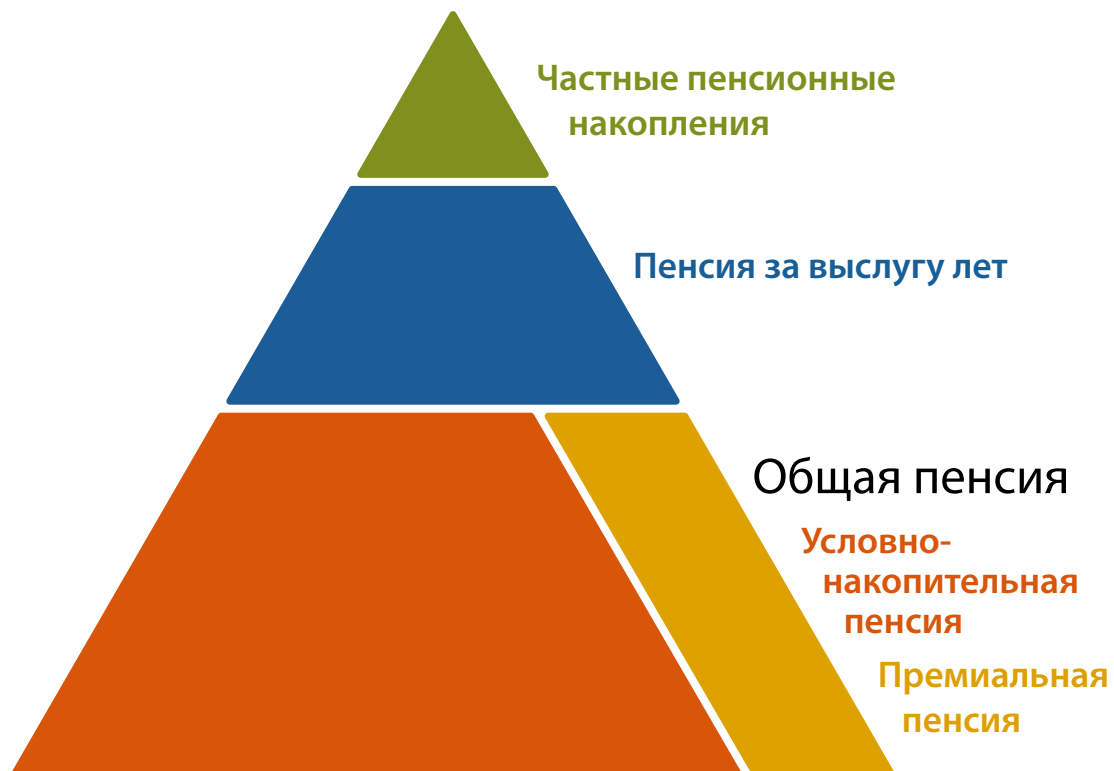 Частные пенсионные
накопления
Пенсия за выслугу лет
Общая пенсия
Условно-
накопительная
пенсия
Премиальная
пенсия